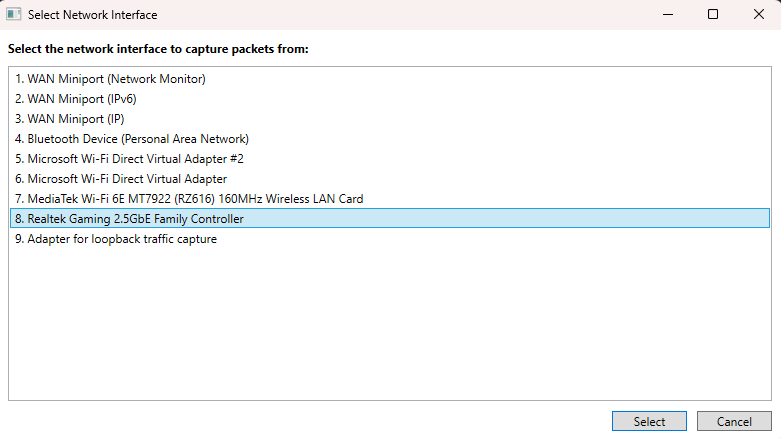 Select Network Interface
Select the network interface to capture packets from:
1. WAN Miniport (Network Monitor)
2. WAN Miniport (IPv6)
3. WAN Miniport (IP)
4. Bluetooth Device (Personal Area Network)
5. Microsoft Wi-Fi Direct Virtual Adapter #2
6. Microsoft Wi-Fi Direct Virtual Adapter
7. MediaTek Wi-Fi 6E MT7922 (RZ616) 160MHz Wireless LAN Card
8. Realtek Gaming 2.5GbE Family Controller
9. Adapter for loopback traffic capture
Select Cancel